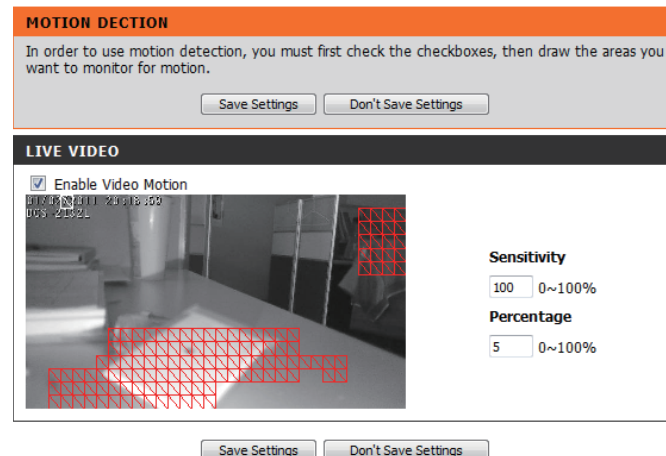 MOTION DECTION
In order to use motion detection, you must first check the checkboxes, then draw the areas you
want to monitor for motion.
Save Settings Don't Save Settings
LIVE VIDEO
Enable Video Motion
DCS-2132L
Sensitivity
100 0~100%
Percentage
5 0~100%
Save Settings Don't Save Settings